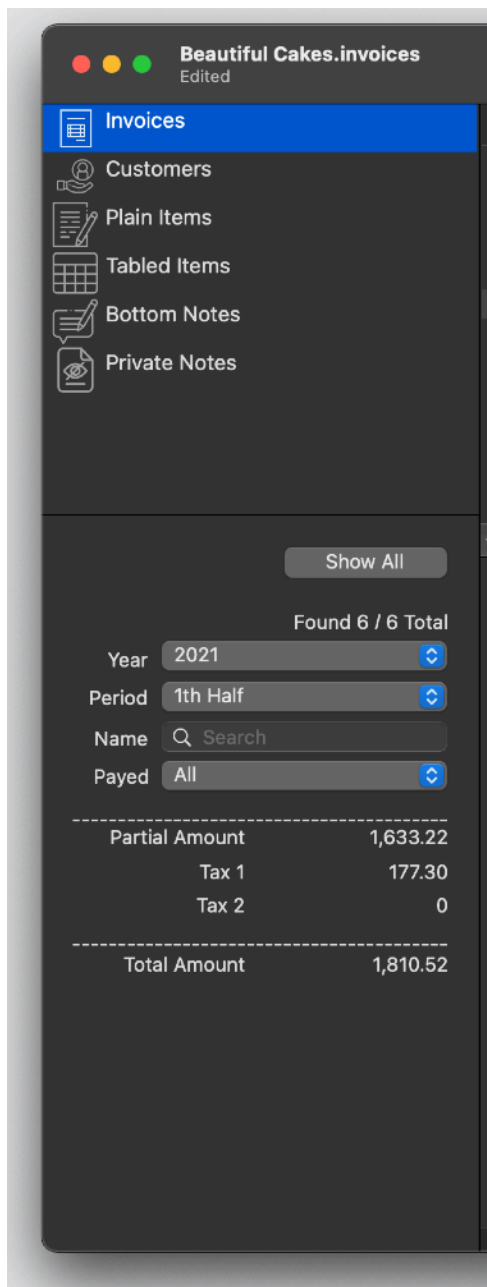 Beautiful Cakes.invoices
Edited
Invoices
Customers
Plain Items
Tabled Items
Bottom Notes
Private Notes
Show All
Found 6 / 6 Total
Year 2021
Period 1th Half
Name Search
Payed All
Partial Amount 1,633.22
Tax 1 177.30
Tax 2 0
Total Amount 1,810.52